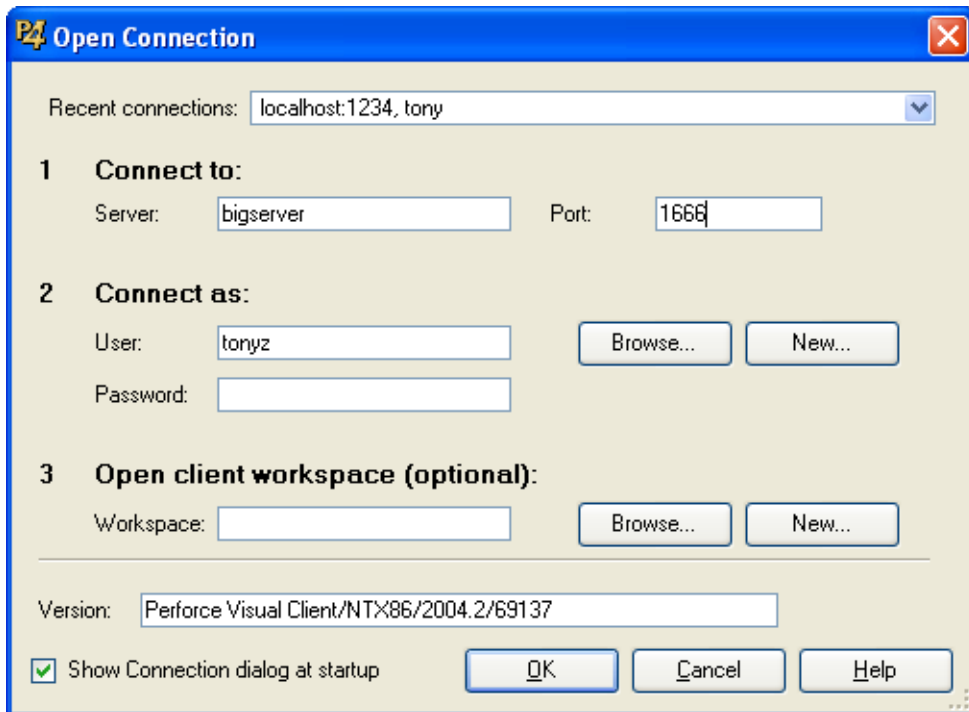 P4 Open Connection
Recent connections: localhost:1234, tony
1 Connect to:
Server: bigserver Port: 1666
2 Connect as:
User: tonyz Browse... New...
Password:
3 Open client workspace (optional):
Workspace: Browse... New...
Version: Perforce Visual Client/NTX86/2004.2/69137
Show Connection dialog at startup OK Cancel Help